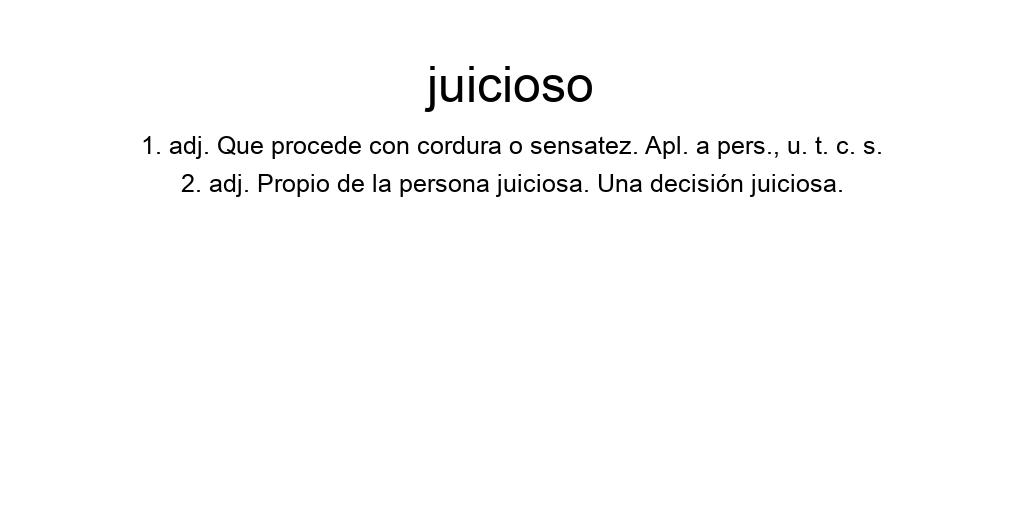 juicioso
1. adj. Que procede con cordura o sensatez. Apl. a pers., u. t. c. s.
2. adj. Propio de la persona juiciosa. Una decisión juiciosa.